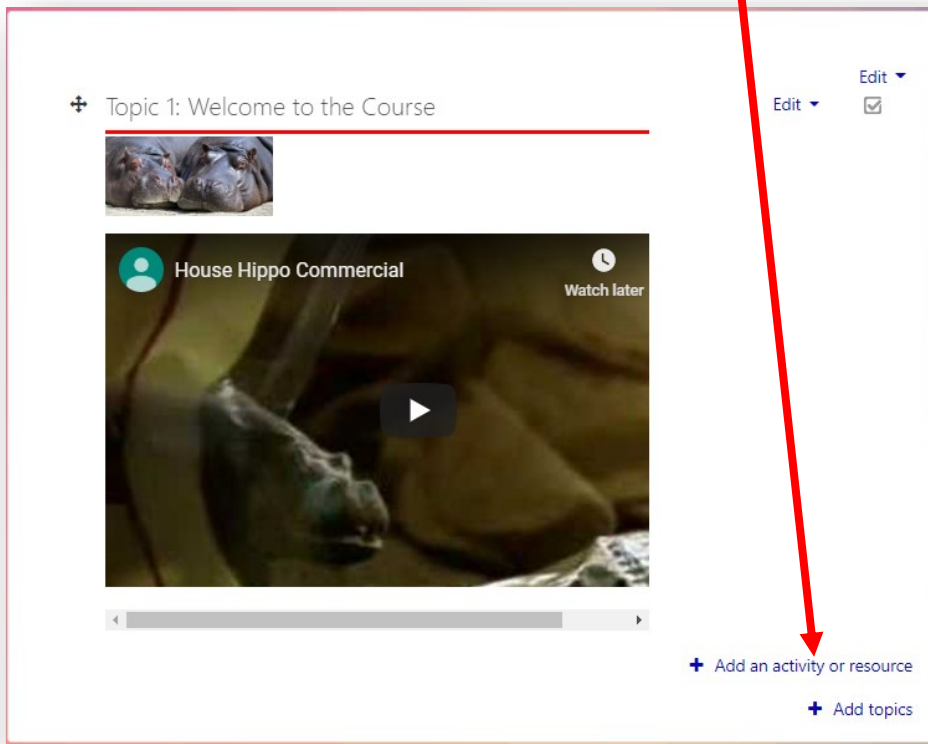 Edit
Topic 1: Welcome to the Course
Edit
House Hippo Commercial
Watch later
Add an activity or resource
Add topics